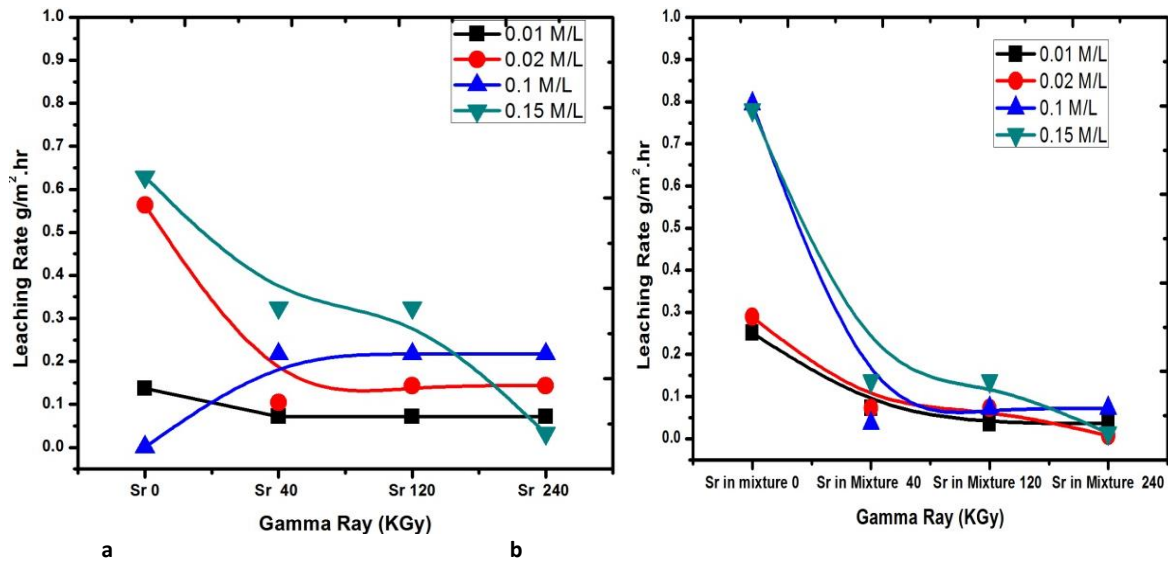 1.0
0.9
0.8
0.7
0.6
0.5
0.4
0.3
0.2
0.1
0.0
Leaching Rate g/m².hr
0.01 M/L
0.02 M/L
0.1 M/L
0.15 M/L
Sr 0 Sr 40 Sr 120 Sr 240
Gamma Ray (KGy)
a
1.0
0.9
0.8
0.7
0.6
0.5
0.4
0.3
0.2
0.1
0.0
Leaching Rate g/m².hr
0.01 M/L
0.02 M/L
0.1 M/L
0.15 M/L
Sr in mixture 0 Sr in Mixture 40 Sr in Mixture 120 Sr in Mixture 240
Gamma Ray (KGy)
b